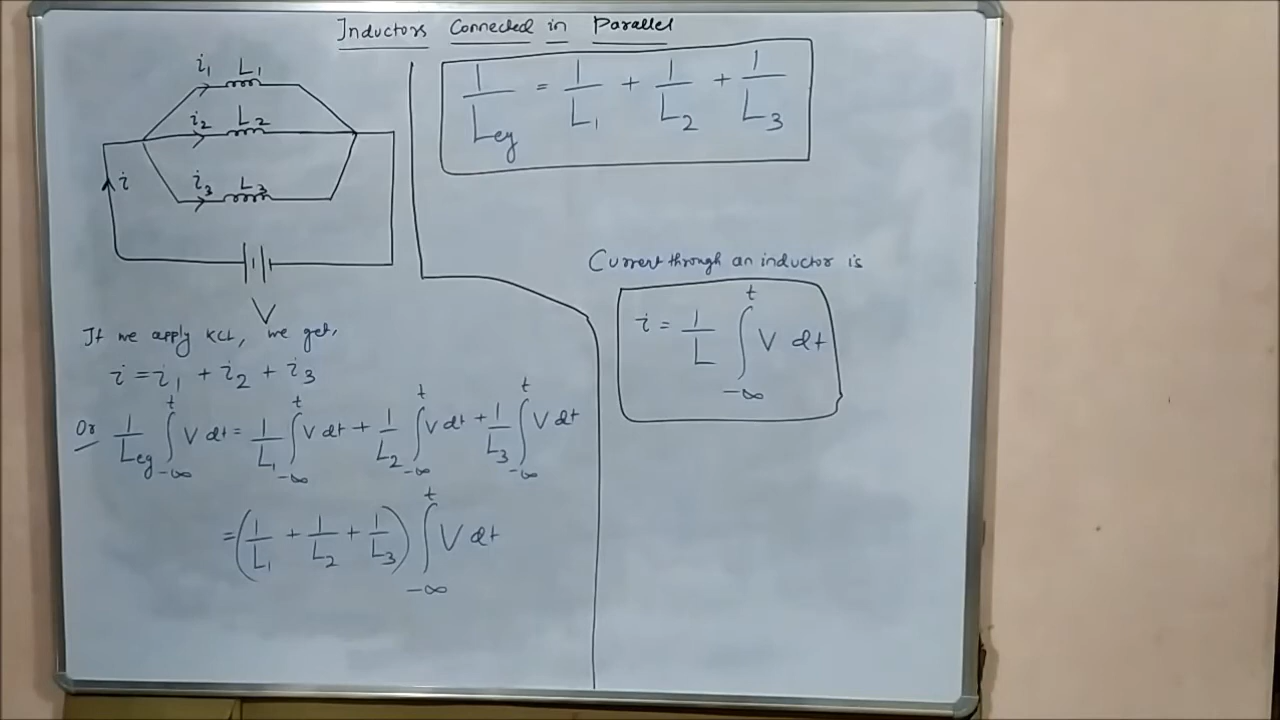 Inductors Connected in Parallel
i1 L1
i2 L2
i3 L3
i
V
If we apply KCL, we get,
i = i1 + i2 + i3
Or 1/Leq ∫_{-∞}^{t} V dt = 1/L1 ∫_{-∞}^{t} V dt + 1/L2 ∫_{-∞}^{t} V dt + 1/L3 ∫_{-∞}^{t} V dt
= (1/L1 + 1/L2 + 1/L3) ∫_{-∞}^{t} V dt
1/Leq = 1/L1 + 1/L2 + 1/L3
Current through an inductor is
i = 1/L ∫_{-∞}^{t} V dt